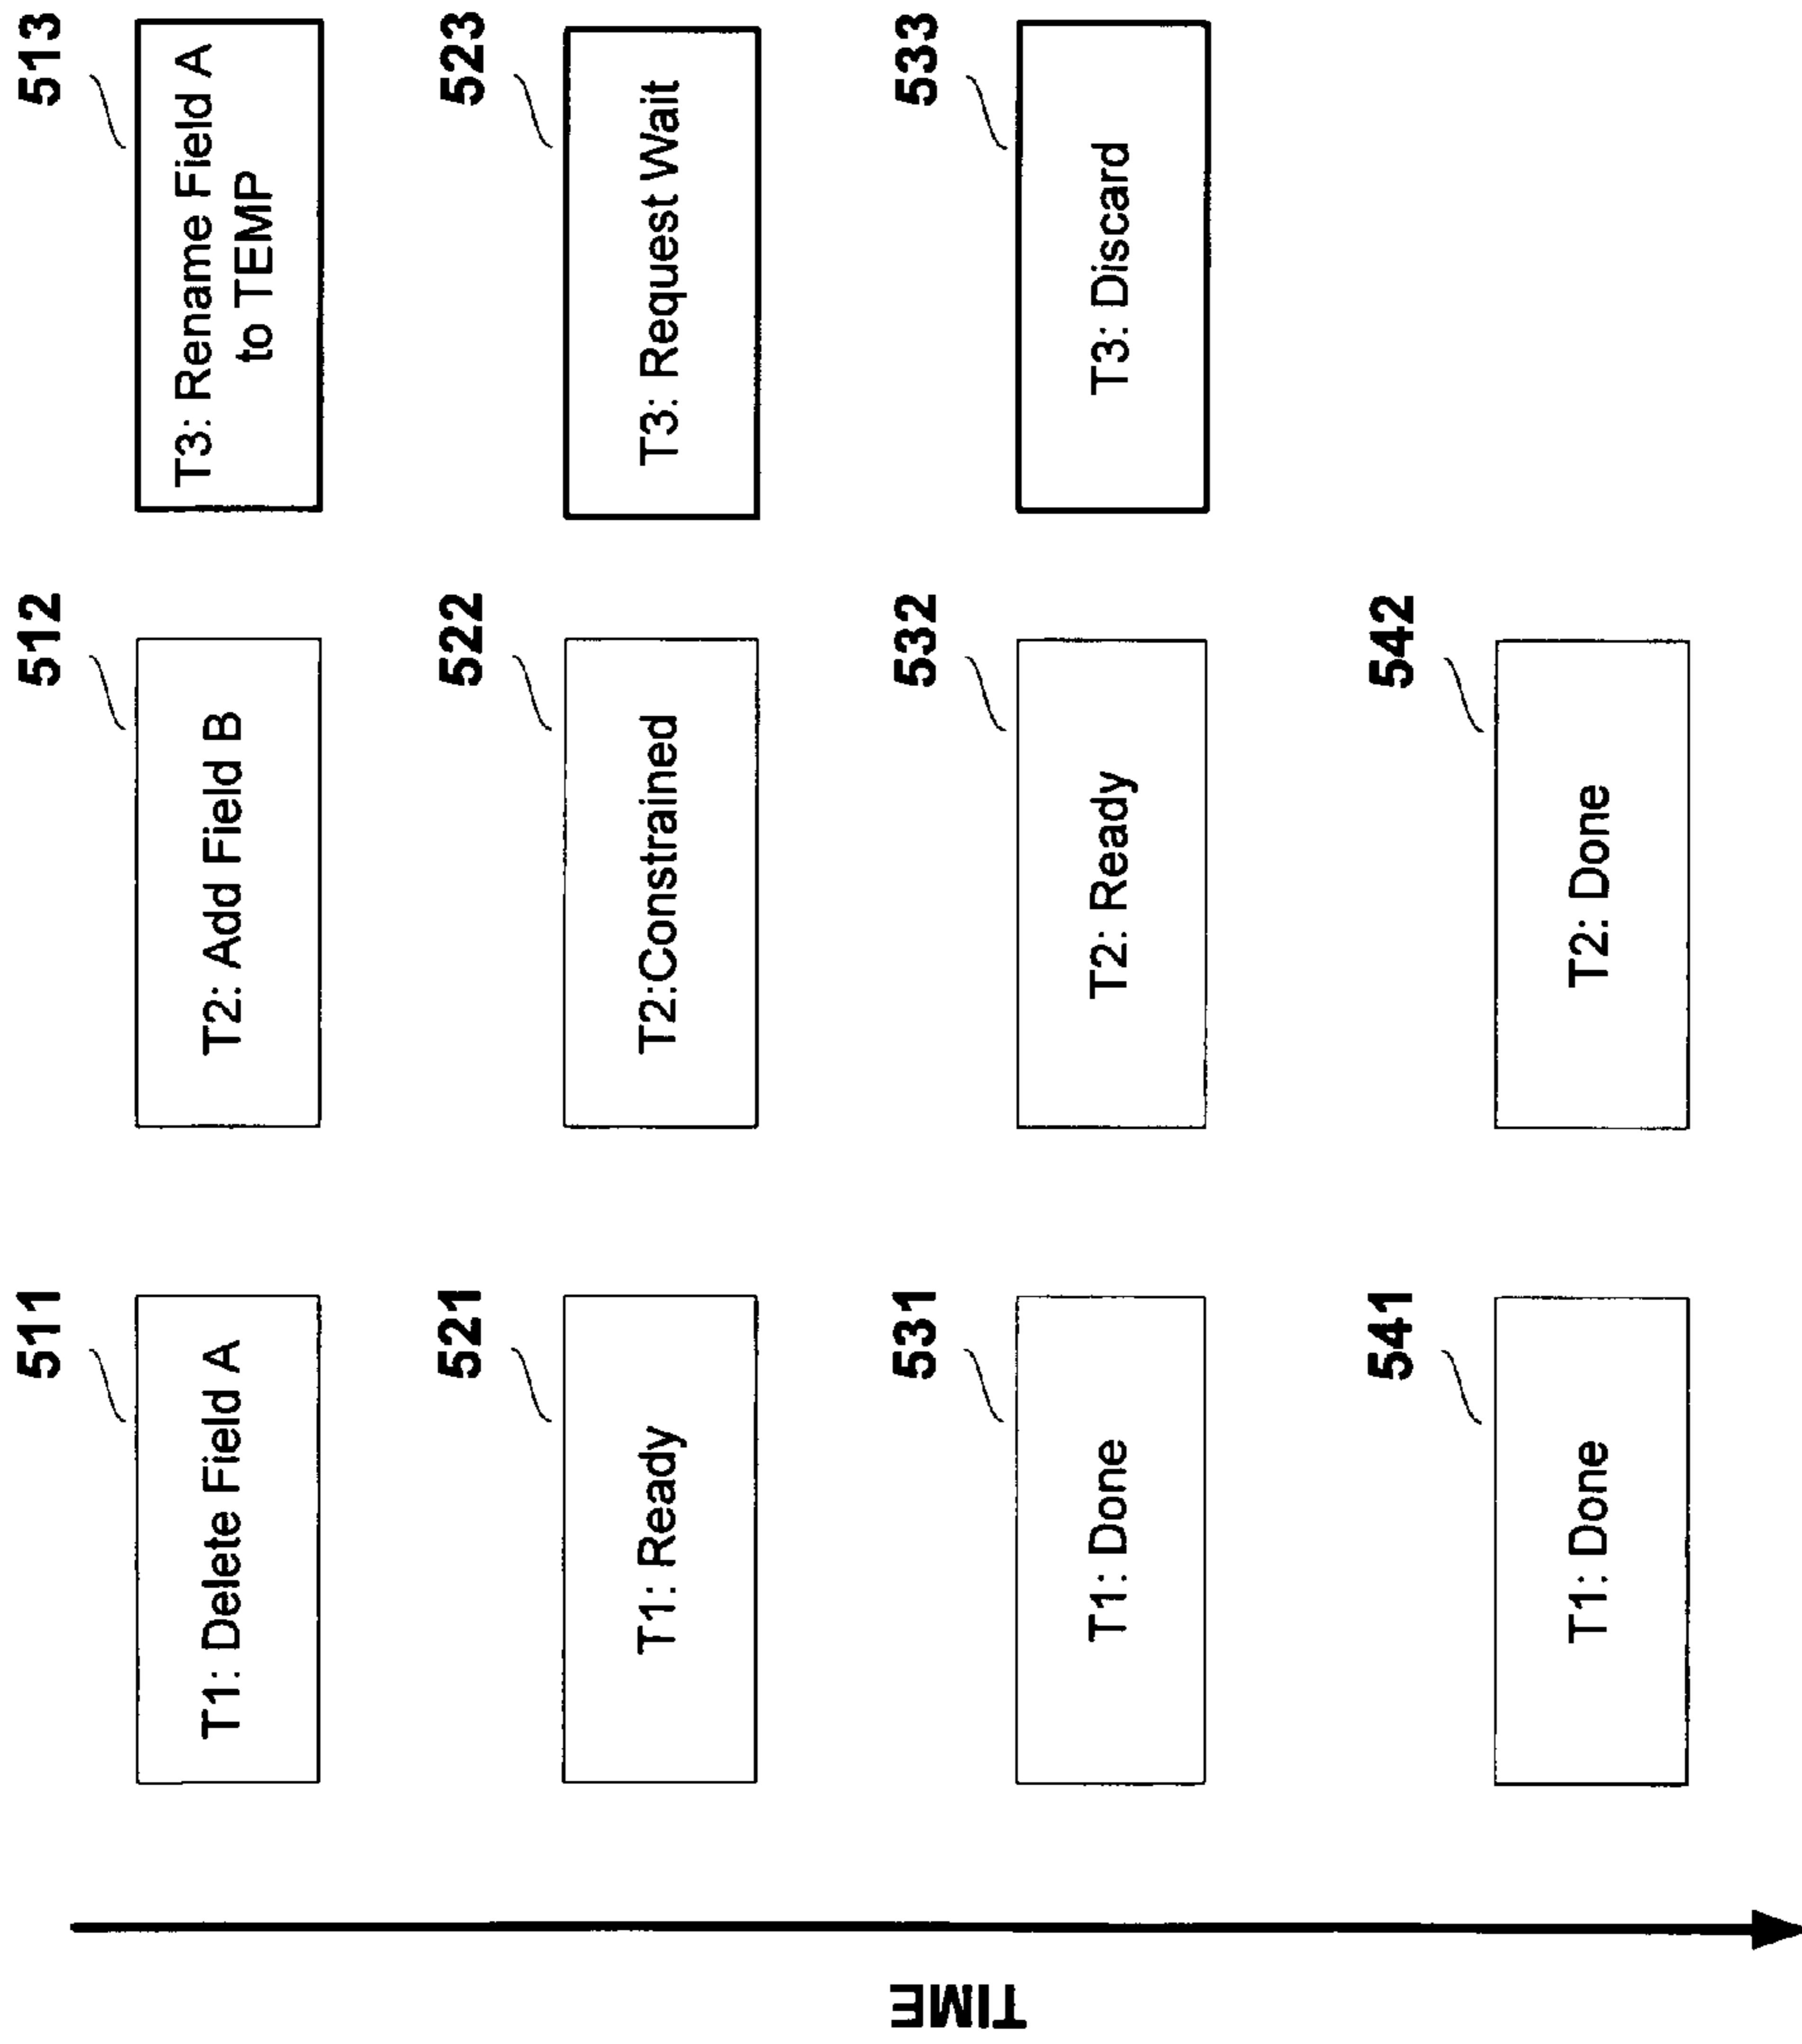 TIME
511
T1: Delete Field A
512
T2: Add Field B
513
T3: Rename Field A
to TEMP
521
T1: Ready
522
T2:Constrained
523
T3: Request Wait
531
T1: Done
532
T2: Ready
533
T3: Discard
541
T1: Done
542
T2: Done